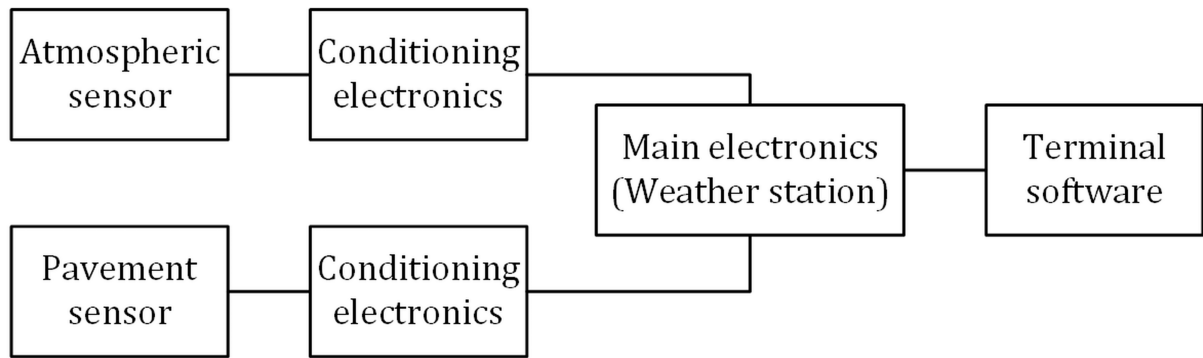 Atmospheric
sensor
Conditioning
electronics
Main electronics
(Weather station)
Terminal
software
Pavement
sensor
Conditioning
electronics